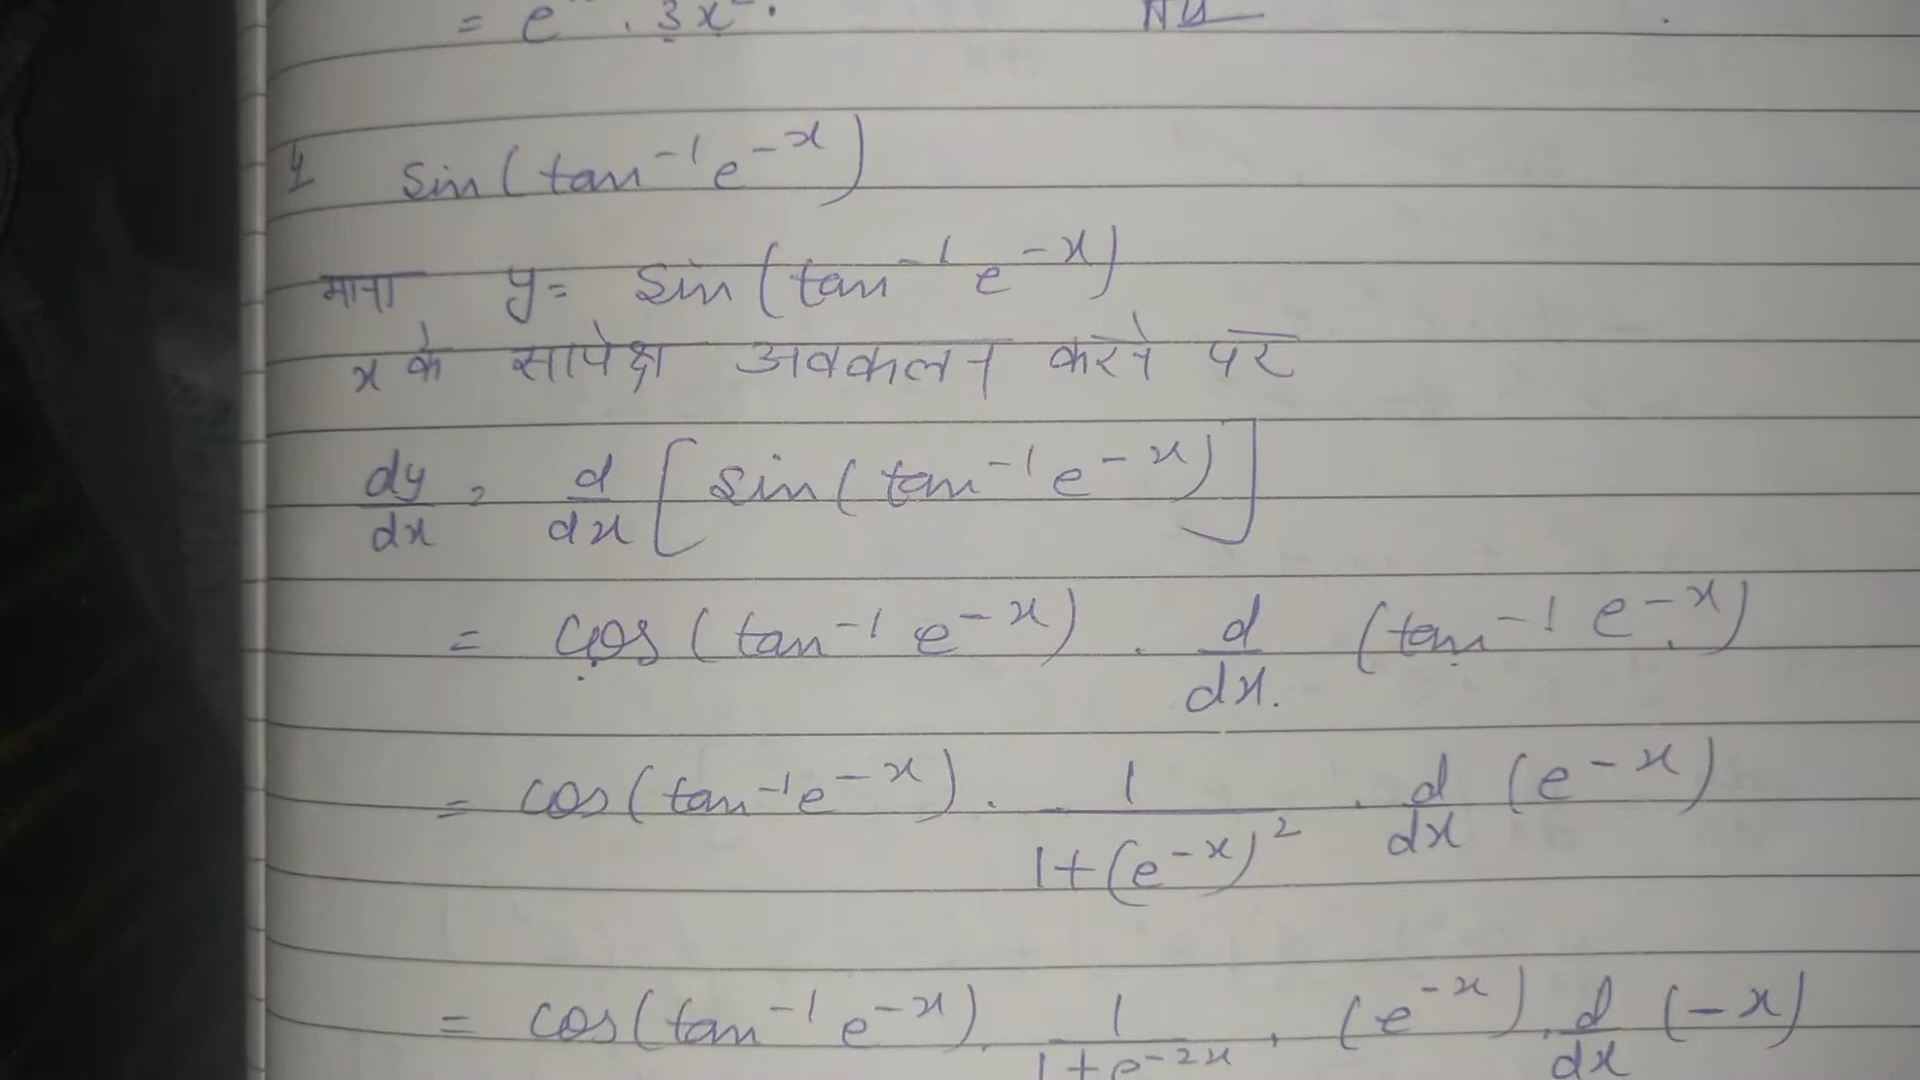 = e . 3x².
4 sin(tan⁻¹e⁻ˣ)
माना y= sin(tan⁻¹e⁻ˣ)
x के सापेक्ष अवकलन करने पर
dy/dx = d/dx [sin(tan⁻¹e⁻ˣ)]
= cos(tan⁻¹e⁻ˣ) . d/dx. (tan⁻¹e⁻ˣ)
= cos(tan⁻¹e⁻ˣ) . 1/1+(e⁻ˣ)² . d/dx (e⁻ˣ)
= cos(tan⁻¹e⁻ˣ) . 1/1+e⁻²ˣ . (e⁻ˣ) . d/dx (-x)